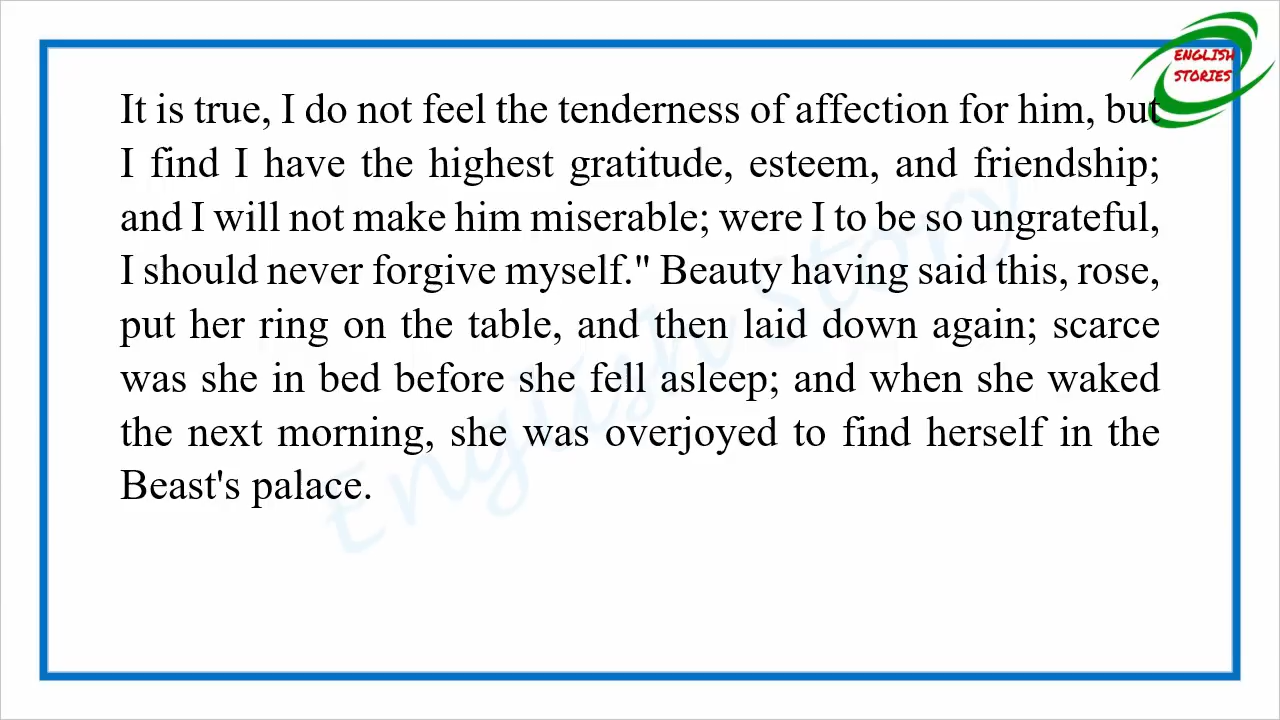 ENGLISH
STORIES
It is true, I do not feel the tenderness of affection for him, but
I find I have the highest gratitude, esteem, and friendship;
and I will not make him miserable; were I to be so ungrateful,
I should never forgive myself." Beauty having said this, rose,
put her ring on the table, and then laid down again; scarce
was she in bed before she fell asleep; and when she waked
the next morning, she was overjoyed to find herself in the
Beast's palace.
English Story